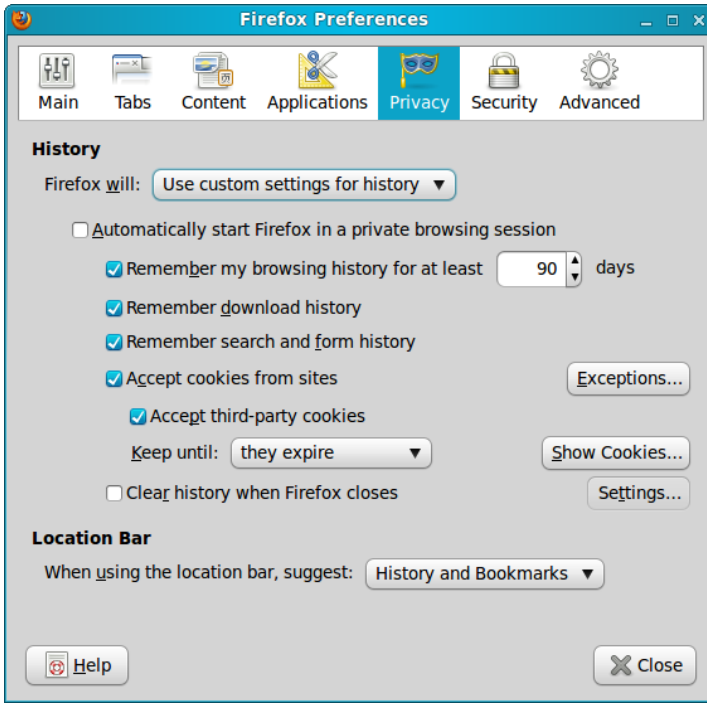 Firefox Preferences
Main Tabs Content Applications Privacy Security Advanced
History
Firefox will: Use custom settings for history
Automatically start Firefox in a private browsing session
Remember my browsing history for at least 90 days
Remember download history
Remember search and form history
Accept cookies from sites Exceptions...
Accept third-party cookies
Keep until: they expire Show Cookies...
Clear history when Firefox closes Settings...
Location Bar
When using the location bar, suggest: History and Bookmarks
Help Close